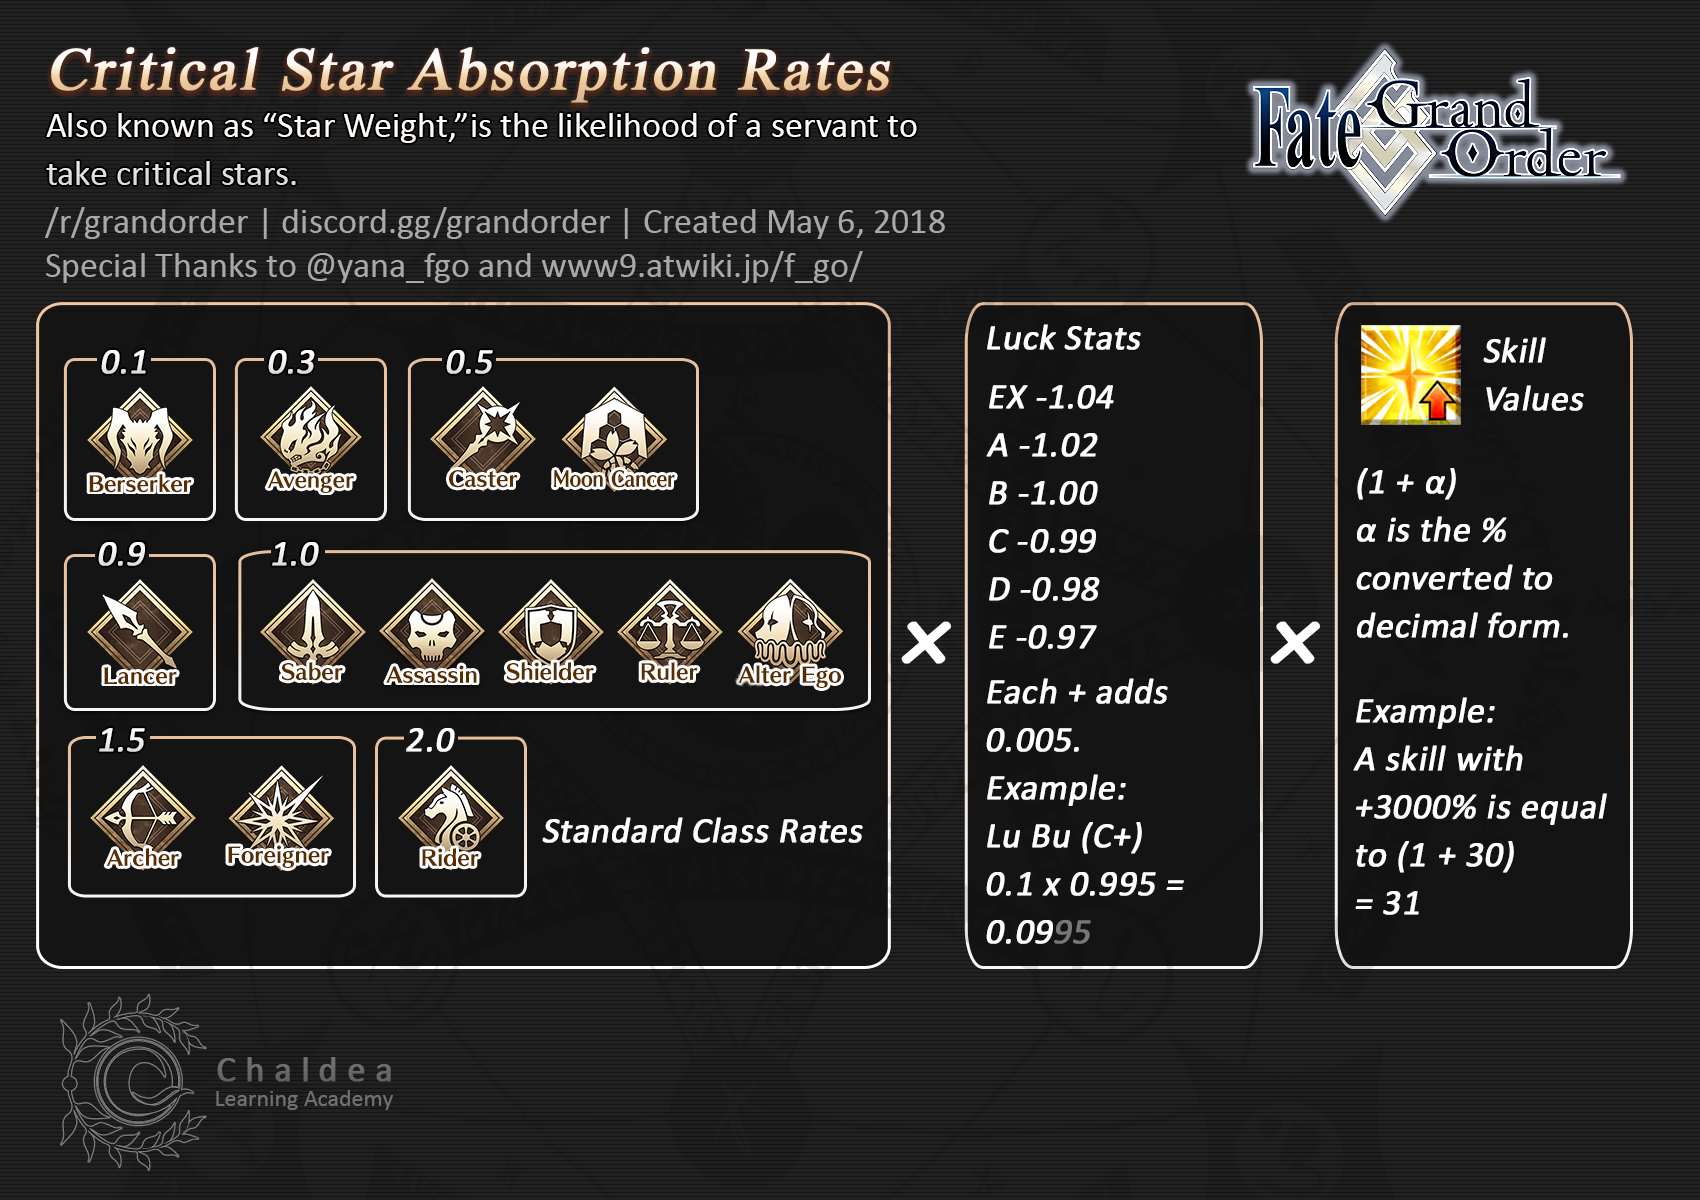 Critical Star Absorption Rates
Also known as “Star Weight,”is the likelihood of a servant to
take critical stars.
/r/grandorder | discord.gg/grandorder | Created May 6, 2018
Special Thanks to @yana_fgo and www9.atwiki.jp/f_go/
Fate Grand Order
0.1
Berserker
0.3
Avenger
0.5
Caster
Moon Cancer
0.9
Lancer
1.0
Saber
Assassin
Shielder
Ruler
Alter Ego
1.5
Archer
Foreigner
2.0
Rider
Standard Class Rates
×
Luck Stats
EX -1.04
A -1.02
B -1.00
C -0.99
D -0.98
E -0.97
Each + adds
0.005.
Example:
Lu Bu (C+)
0.1 x 0.995 =
0.0995
×
Skill
Values
(1 + α)
α is the %
converted to
decimal form.
Example:
A skill with
+3000% is equal
to (1 + 30)
= 31
Chaldea
Learning Academy